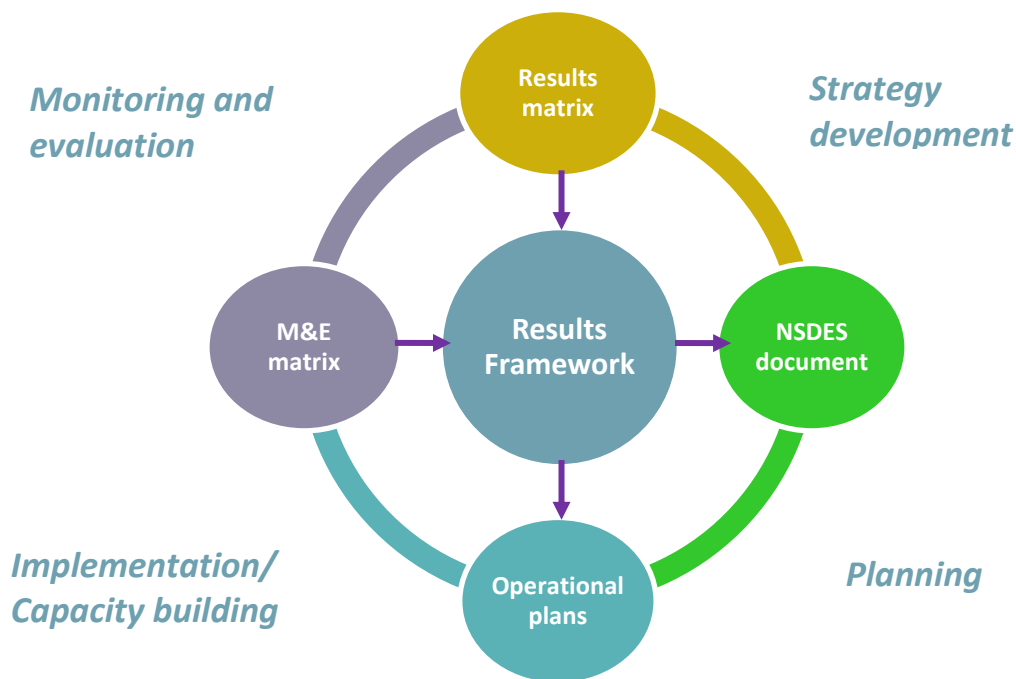 Results
matrix
Monitoring and
evaluation
Strategy
development
M&E
matrix
Results
Framework
NSDES
document
Implementation/
Capacity building
Operational
plans
Planning